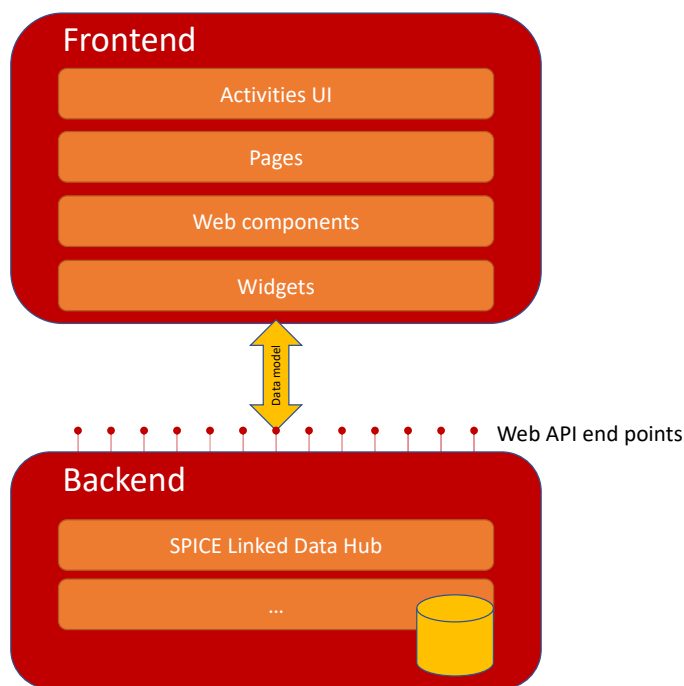 Frontend
Activities UI
Pages
Web components
Widgets
Data model
Web API end points
Backend
SPICE Linked Data Hub
...